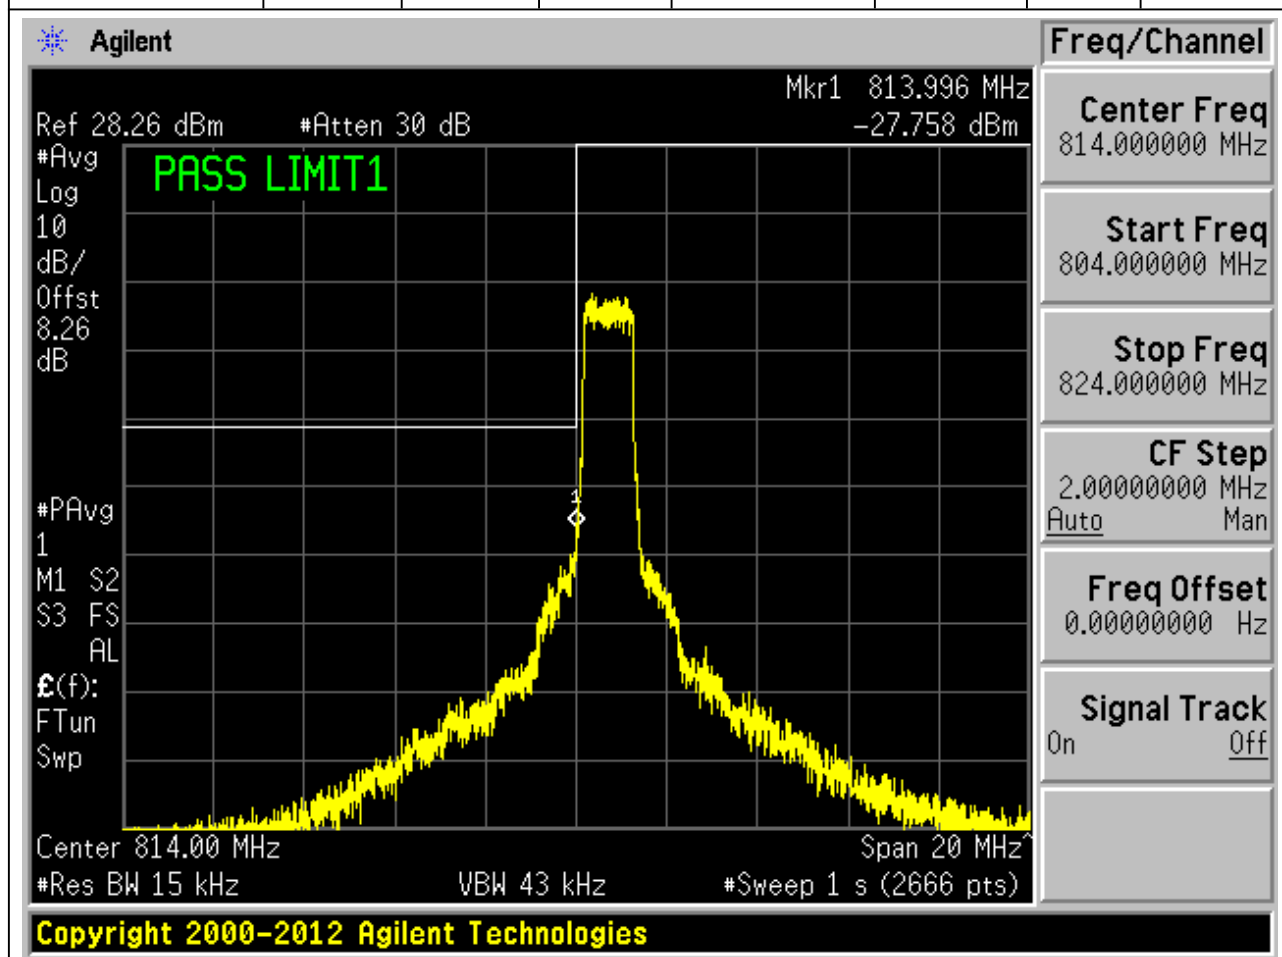 Agilent
Freq/Channel
Mkr1 813.996 MHz
Ref 28.26 dBm #Atten 30 dB -27.758 dBm
#Avg
Log
10
dB/
Offst
8.26
dB
PASS LIMIT1
1
#PAvg
1
M1 S2
S3 FS
AL
£(f):
FTun
Swp
Center 814.00 MHz Span 20 MHz^
#Res BW 15 kHz VBW 43 kHz #Sweep 1 s (2666 pts)
Copyright 2000-2012 Agilent Technologies
Center Freq
814.000000 MHz
Start Freq
804.000000 MHz
Stop Freq
824.000000 MHz
CF Step
2.00000000 MHz
Auto Man
Freq Offset
0.00000000 Hz
Signal Track
On Off